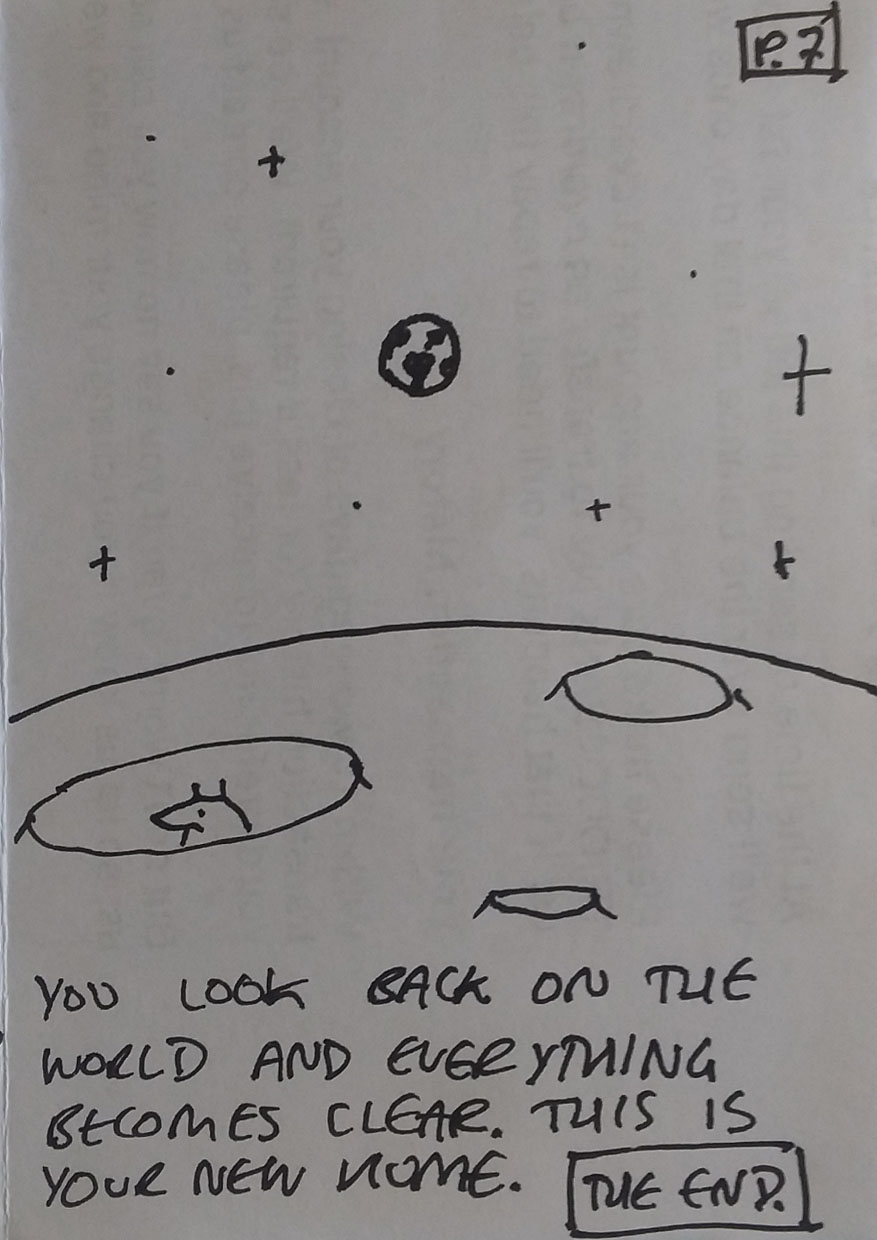 P. 7
YOU LOOK BACK ON THE
WORLD AND EVERYTHING
BECOMES CLEAR. THIS IS
YOUR NEW HOME. THE END.